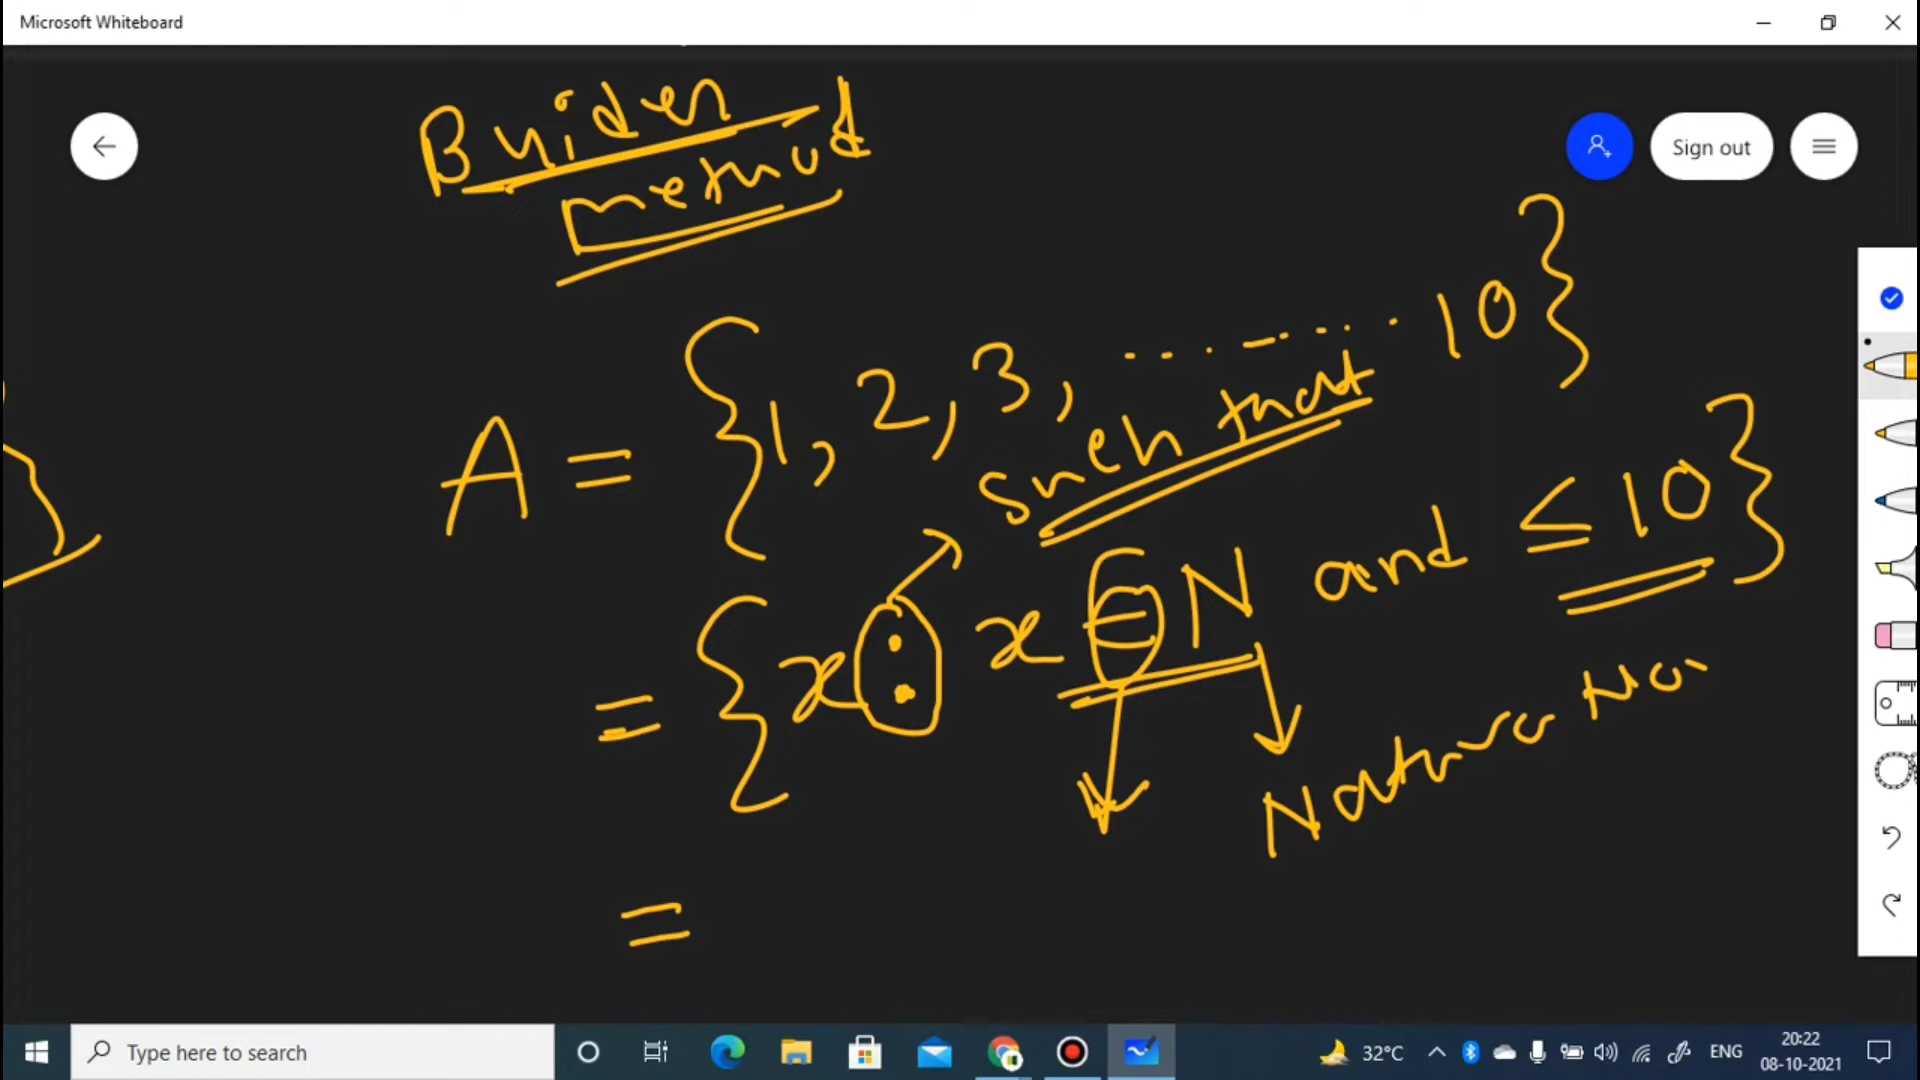 Microsoft Whiteboard
Sign out
Builder
method
A = {1, 2, 3, ......... 10}
such that
= {x : x ∈ N and ≤ 10}
Natural No.
=
Type here to search
32°C
ENG
20:22
08-10-2021